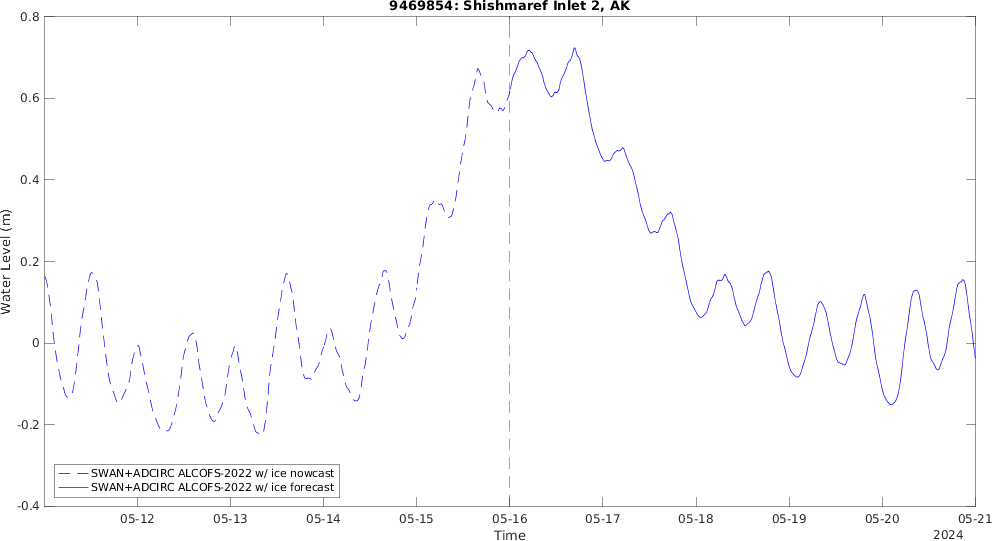 9469854: Shishmaref Inlet 2, AK
0.8
0.6
0.4
0.2
0
-0.2
-0.4
Water Level (m)
SWAN+ADCIRC ALCOFS-2022 w/ ice nowcast
SWAN+ADCIRC ALCOFS-2022 w/ ice forecast
05-12 05-13 05-14 05-15 05-16 05-17 05-18 05-19 05-20 05-21
Time
2024